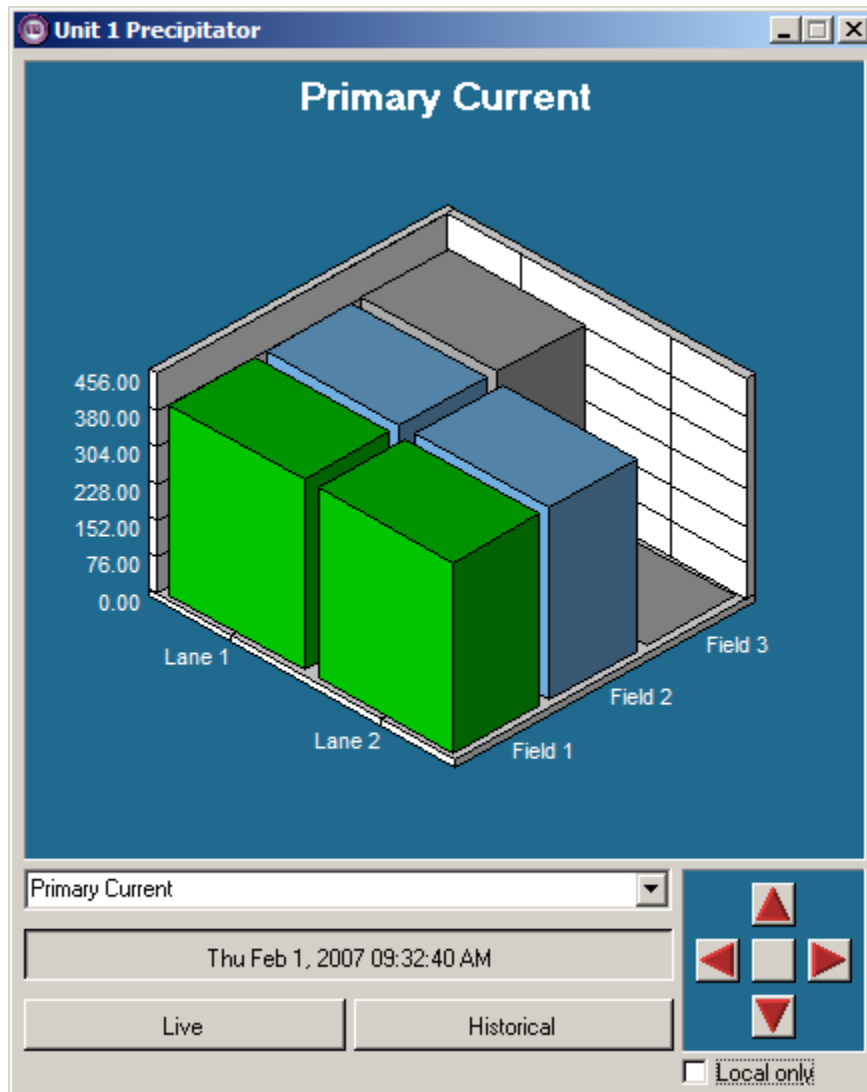 Unit 1 Precipitator
Primary Current
456.00
380.00
304.00
228.00
152.00
76.00
0.00
Lane 1
Lane 2
Field 1
Field 2
Field 3
Primary Current
Thu Feb 1, 2007 09:32:40 AM
Live
Historical
Local only